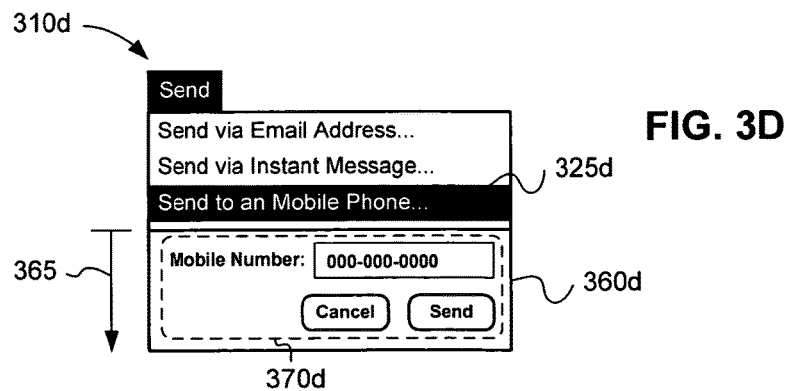 310d
Send
Send via Email Address...
FIG. 3D
Send via Instant Message...
325d
Send to an Mobile Phone...
Mobile Number: 000-000-0000
365
360d
Cancel Send
370d